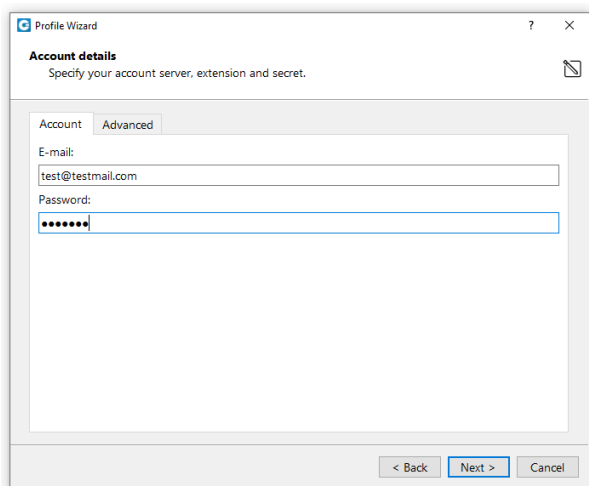 Profile Wizard
?
Account details
Specify your account server, extension and secret.
Account Advanced
E-mail:
test@testmail.com
Password:
●●●●●●●
< Back Next > Cancel